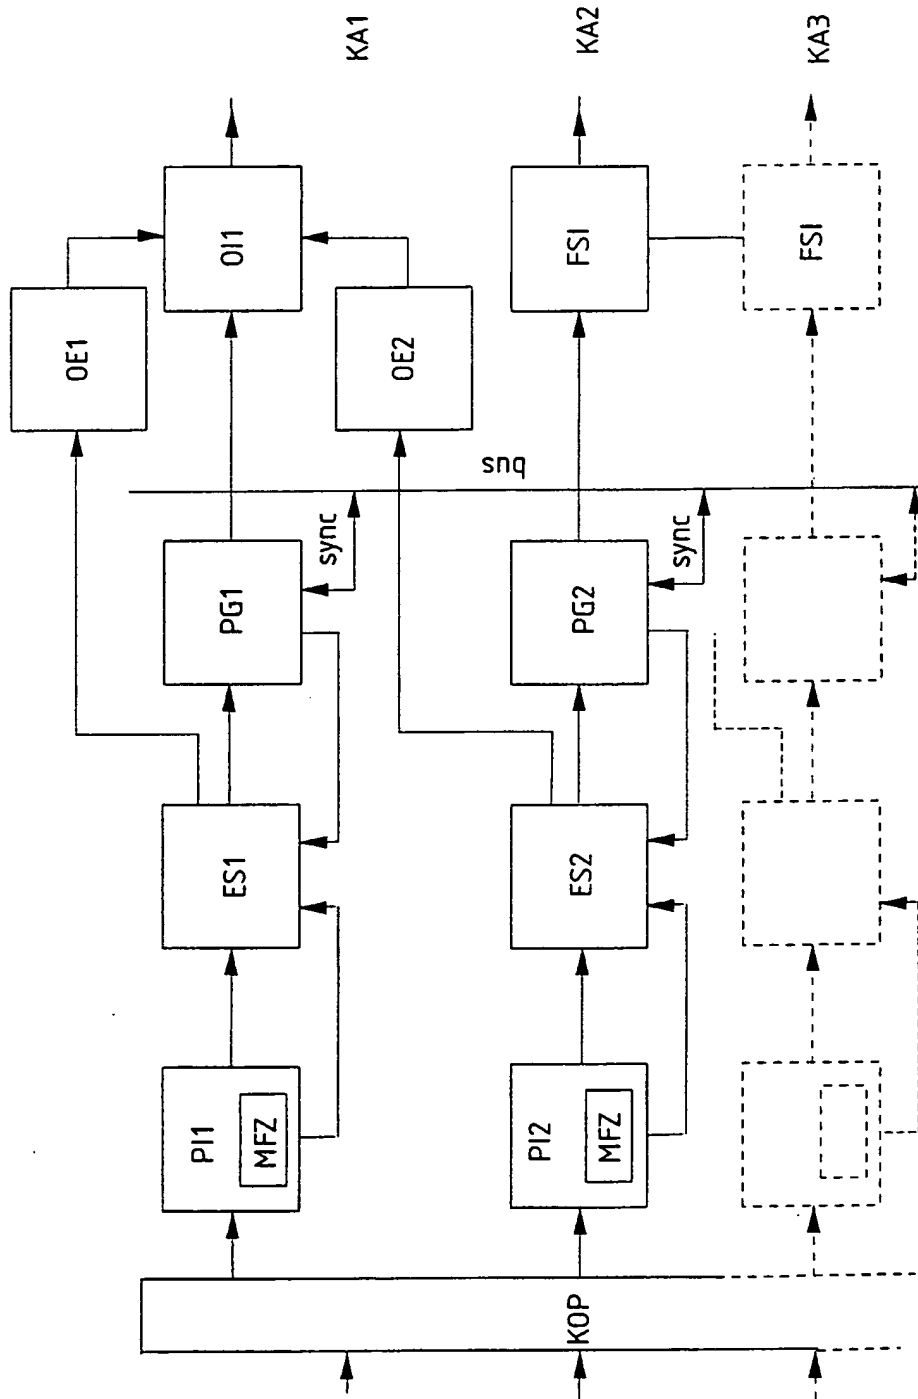 KOP
PI1
MFZ
ES1
PG1
sync
OE1
OI1
KA1
OE2
bus
PI2
MFZ
ES2
PG2
sync
FSI
KA2
FSI
KA3